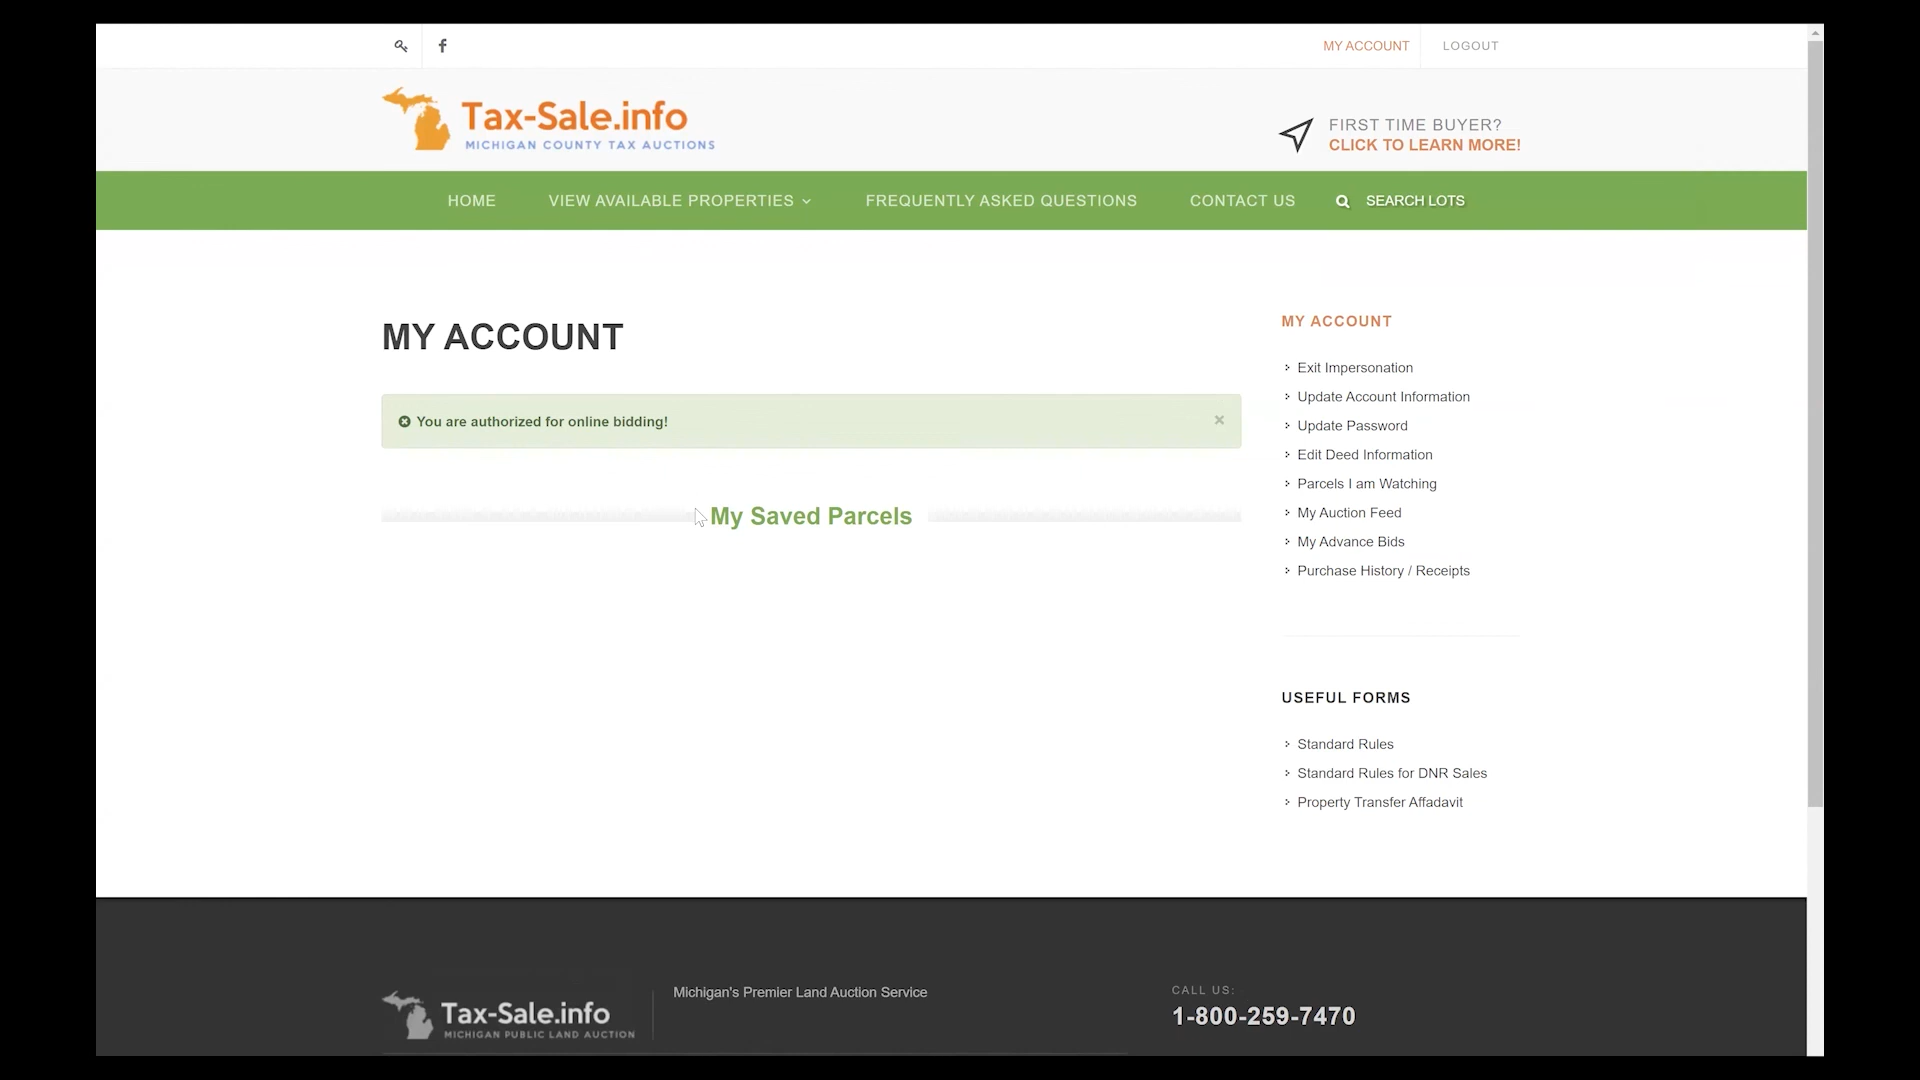 MY ACCOUNT
LOGOUT
Tax-Sale.info
MICHIGAN COUNTY TAX AUCTIONS
FIRST TIME BUYER?
CLICK TO LEARN MORE!
HOME
VIEW AVAILABLE PROPERTIES
FREQUENTLY ASKED QUESTIONS
CONTACT US
SEARCH LOTS
MY ACCOUNT
You are authorized for online bidding!
My Saved Parcels
MY ACCOUNT
Exit Impersonation
Update Account Information
Update Password
Edit Deed Information
Parcels I am Watching
My Auction Feed
My Advance Bids
Purchase History / Receipts
USEFUL FORMS
Standard Rules
Standard Rules for DNR Sales
Property Transfer Affadavit
Tax-Sale.info
MICHIGAN PUBLIC LAND AUCTION
Michigan's Premier Land Auction Service
CALL US:
1-800-259-7470